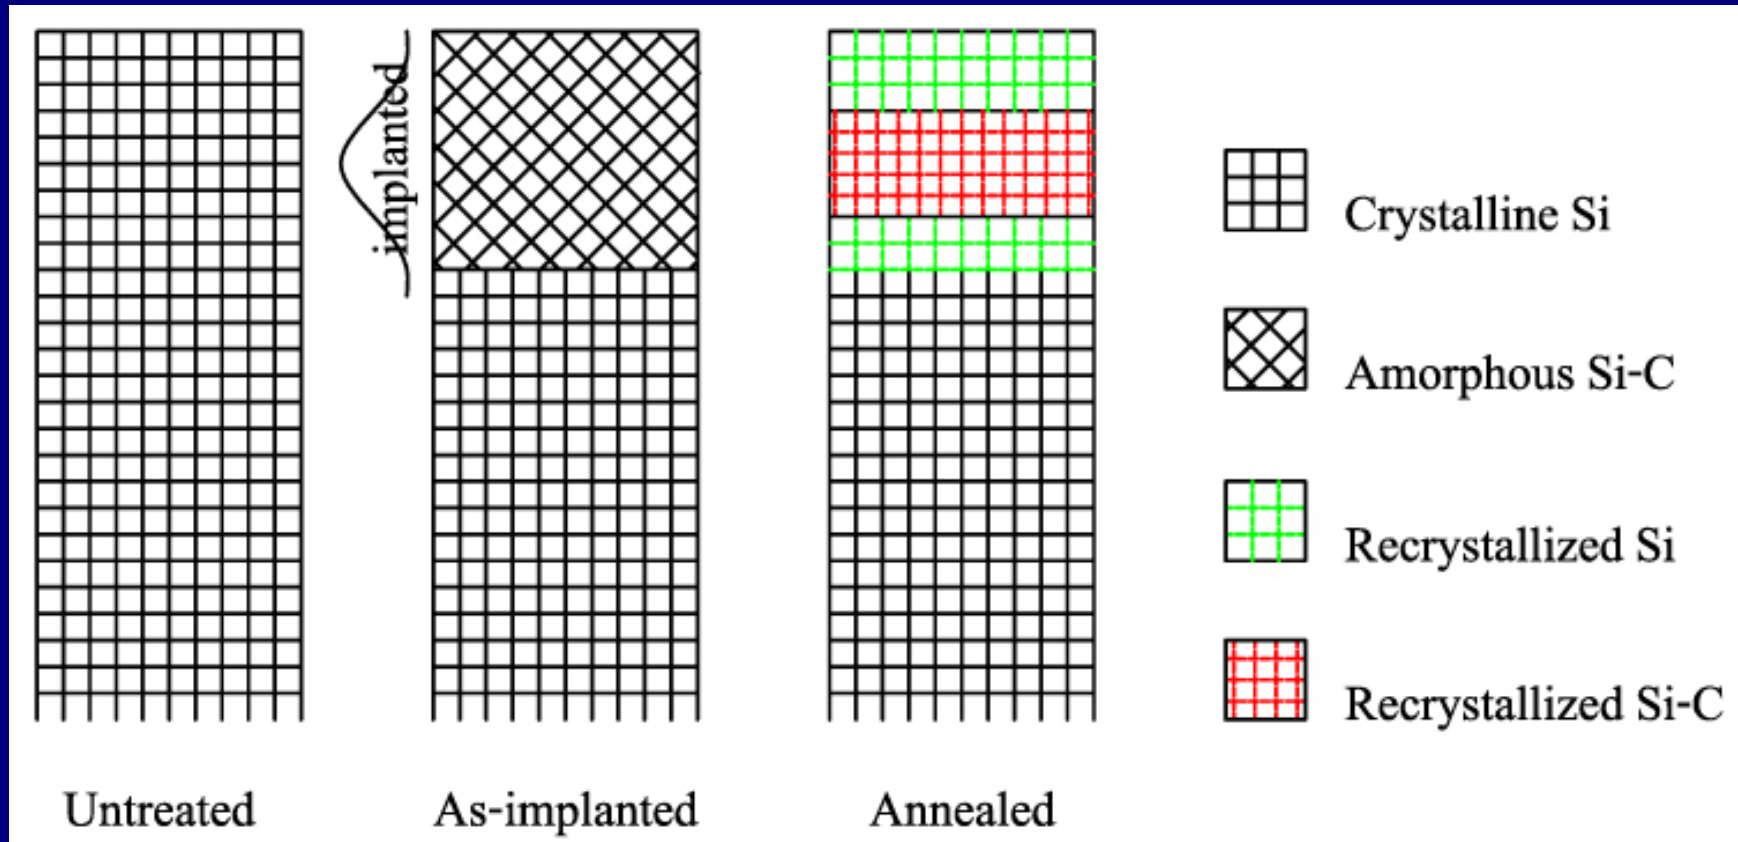 implanted
Crystalline Si
Amorphous Si-C
Recrystallized Si
Recrystallized Si-C
Untreated
As-implanted
Annealed